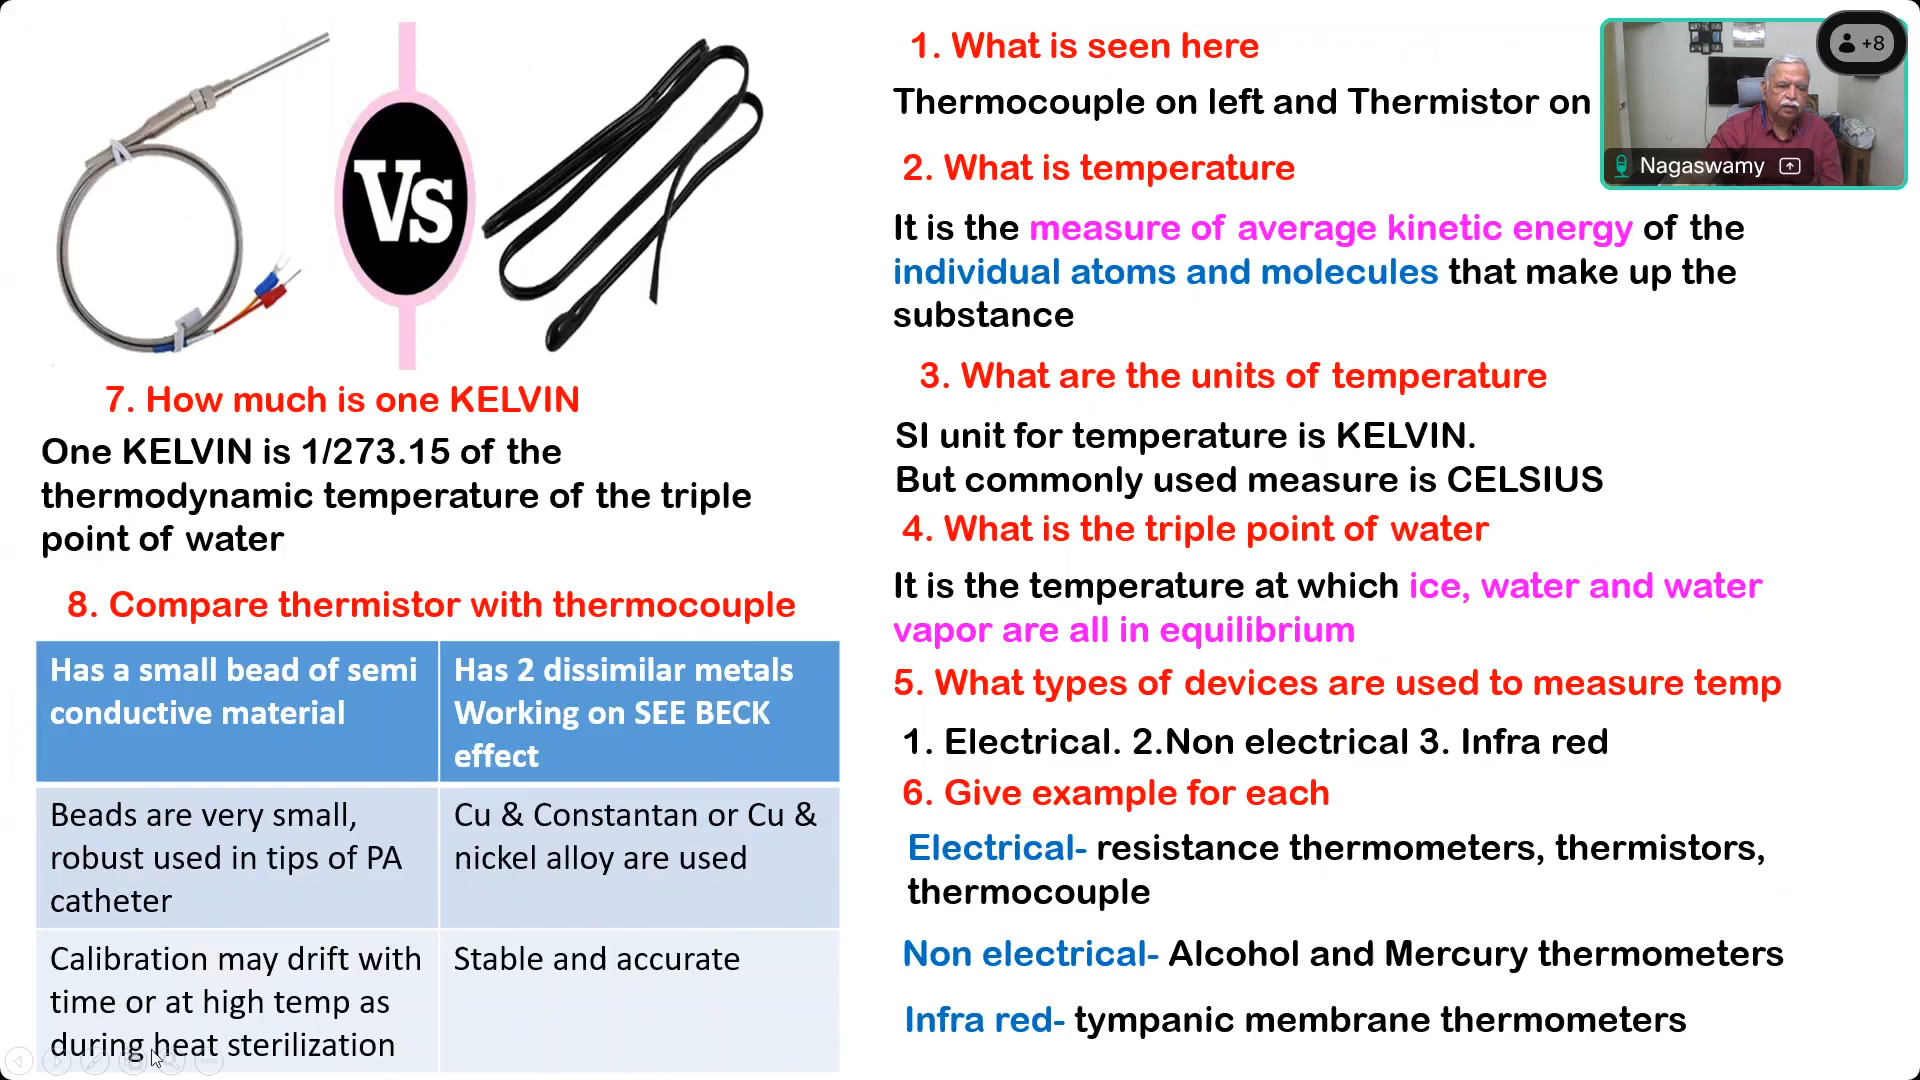 Vs
7. How much is one KELVIN
One KELVIN is 1/273.15 of the
thermodynamic temperature of the triple
point of water
8. Compare thermistor with thermocouple
Has a small bead of semi
conductive material
Has 2 dissimilar metals
Working on SEE BECK
effect
Beads are very small,
robust used in tips of PA
catheter
Cu & Constantan or Cu &
nickel alloy are used
Calibration may drift with
time or at high temp as
during heat sterilization
Stable and accurate
1. What is seen here
Thermocouple on left and Thermistor on
2. What is temperature
It is the measure of average kinetic energy of the
individual atoms and molecules that make up the
substance
3. What are the units of temperature
SI unit for temperature is KELVIN.
But commonly used measure is CELSIUS
4. What is the triple point of water
It is the temperature at which ice, water and water
vapor are all in equilibrium
5. What types of devices are used to measure temp
1. Electrical. 2.Non electrical 3. Infra red
6. Give example for each
Electrical- resistance thermometers, thermistors,
thermocouple
Non electrical- Alcohol and Mercury thermometers
Infra red- tympanic membrane thermometers
+8
Nagaswamy